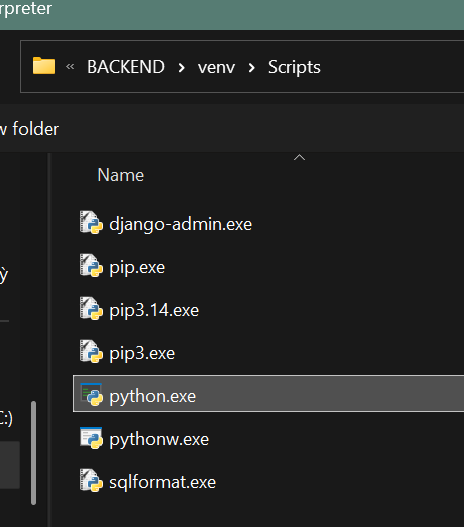 rpreter
« BACKEND > venv > Scripts
w folder
Name
django-admin.exe
pip.exe
ỳ
pip3.14.exe
pip3.exe
python.exe
C:)
pythonw.exe
sqlformat.exe